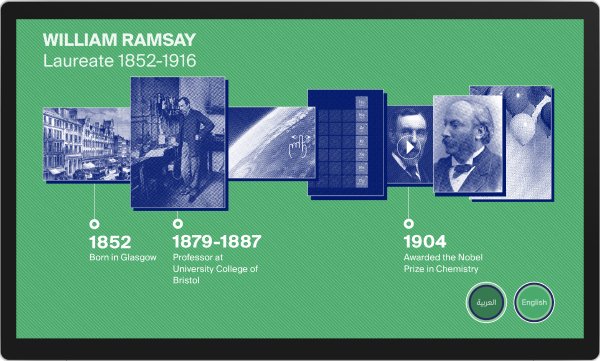 WILLIAM RAMSAY
Laureate 1852-1916
1852
Born in Glasgow
1879-1887
Professor at
University College of
Bristol
1904
Awarded the Nobel
Prize in Chemistry
العربية
English